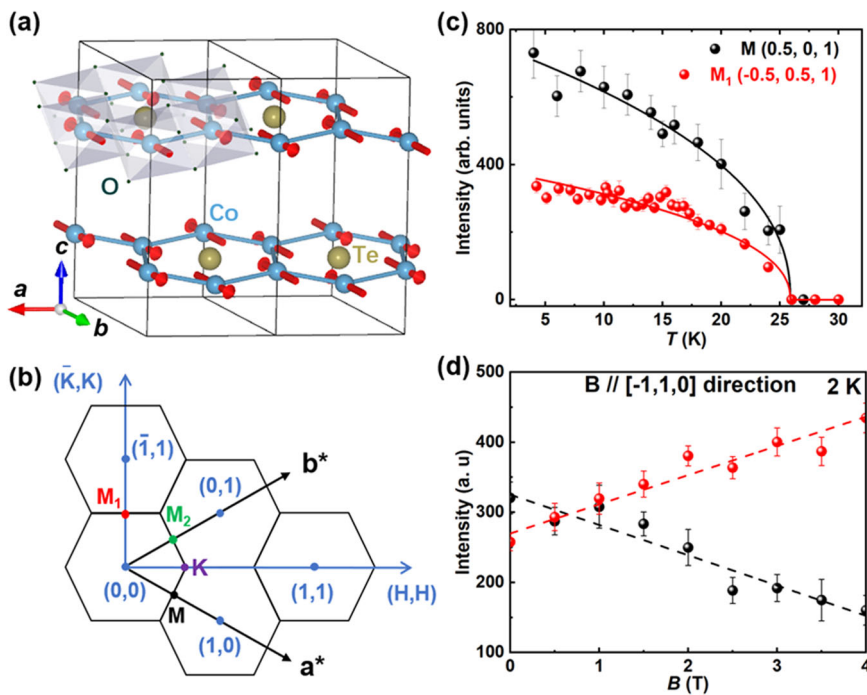 (a)
O
Co
Te
c
a
b
(b)
(K̄,K)
(1̄,1)
b*
M₁
(0,1)
M₂
K
(0,0)
(1,1)
(H,H)
M
(1,0)
a*
(c)
800
400
0
Intensity (arb. units)
M (0.5, 0, 1)
M₁ (-0.5, 0.5, 1)
5 10 15 20 25 30
T (K)
(d)
500
400
300
200
100
Intensity (a. u)
B // [-1,1,0] direction
2 K
0 1 2 3 4
B (T)